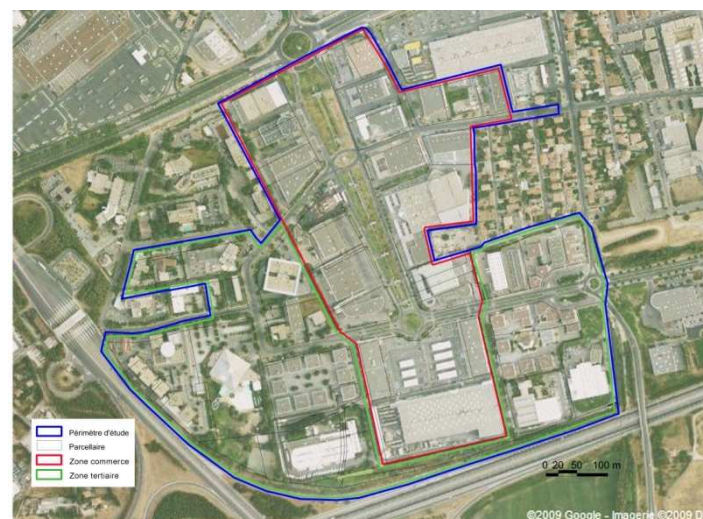 Périmètre d'étude
Parcellaire
Zone commerce
Zone tertiaire
0 20 50 100 m
©2009 Google - Imagerie ©2009 D